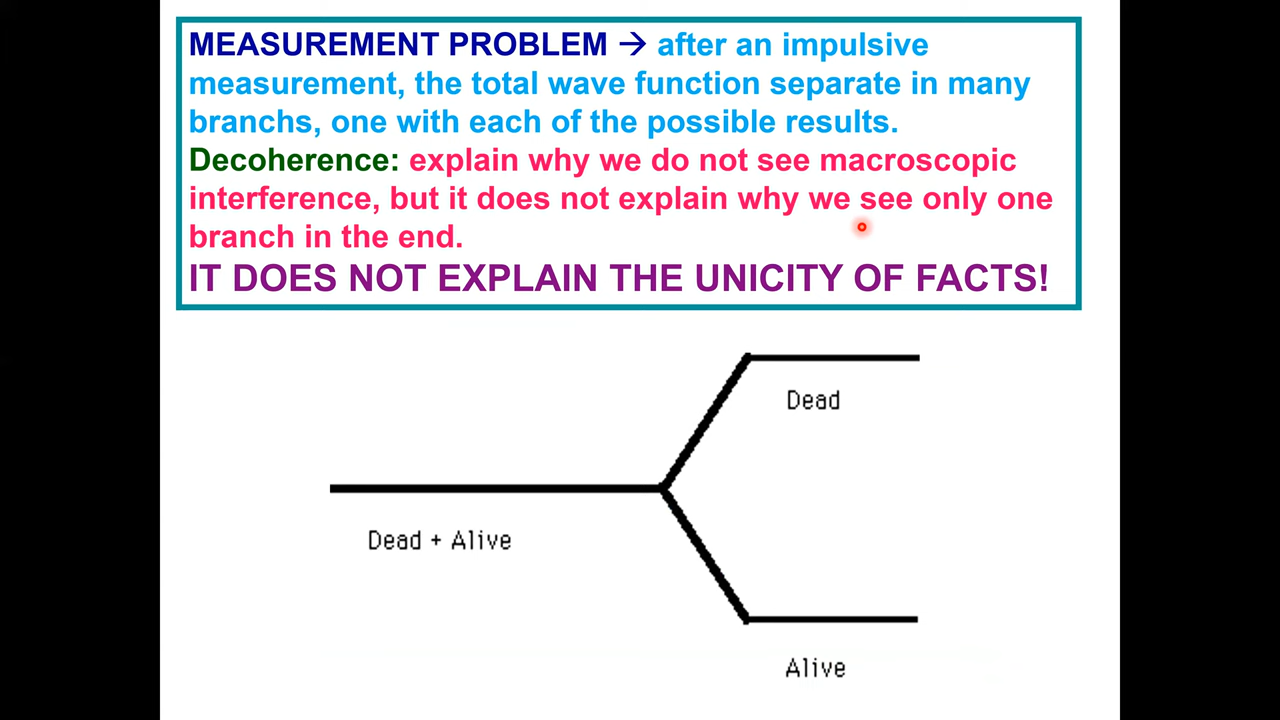 MEASUREMENT PROBLEM → after an impulsive
measurement, the total wave function separate in many
branchs, one with each of the possible results.
Decoherence: explain why we do not see macroscopic
interference, but it does not explain why we see only one
branch in the end.
IT DOES NOT EXPLAIN THE UNICITY OF FACTS!
Dead
Dead + Alive
Alive